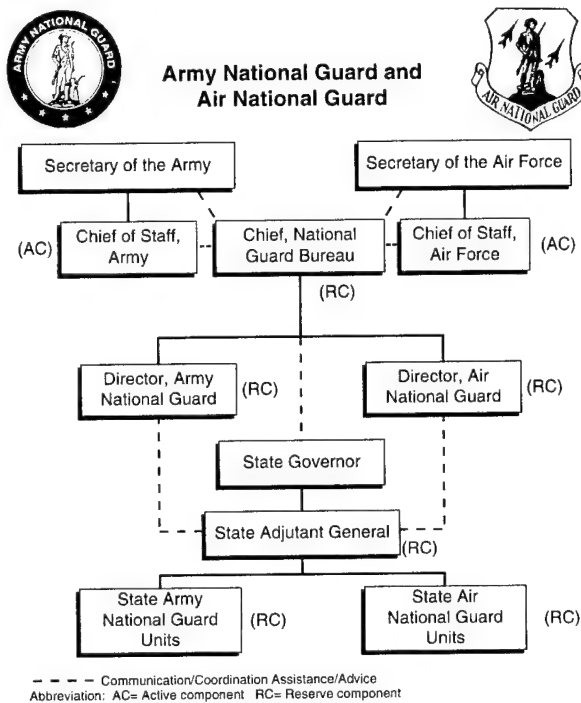 ARMY NATIONAL GUARD
AIR NATIONAL GUARD
Army National Guard and
Air National Guard
Secretary of the Army
Secretary of the Air Force
(AC)
Chief of Staff,
Army
Chief, National
Guard Bureau
Chief of Staff,
Air Force
(AC)
(RC)
Director, Army
National Guard
(RC)
Director, Air
National Guard
(RC)
State Governor
State Adjutant General
(RC)
State Army
National Guard
Units
(RC)
State Air
National Guard
Units
(RC)
Communication/Coordination Assistance/Advice
Abbreviation: AC= Active component RC= Reserve component